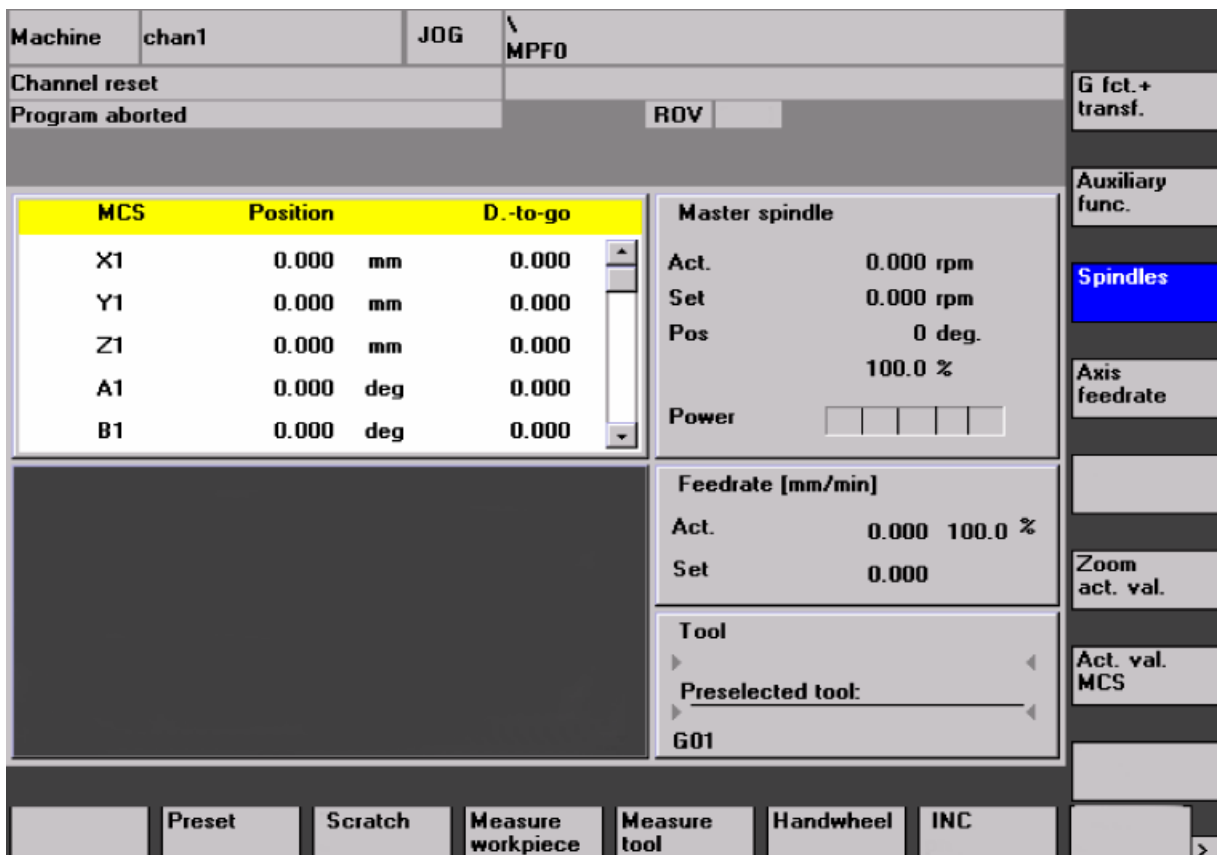 Machine chan1 JOG \
MPF0
Channel reset
Program aborted ROV
MCS Position D.-to-go
X1 0.000 mm 0.000
Y1 0.000 mm 0.000
Z1 0.000 mm 0.000
A1 0.000 deg 0.000
B1 0.000 deg 0.000
Master spindle
Act. 0.000 rpm
Set 0.000 rpm
Pos 0 deg.
100.0 %
Power
Feedrate [mm/min]
Act. 0.000 100.0 %
Set 0.000
Tool
Preselected tool:
G01
G fct.+
transf.
Auxiliary
func.
Spindles
Axis
feedrate
Zoom
act. val.
Act. val.
MCS
Preset
Scratch
Measure
workpiece
Measure
tool
Handwheel
INC
>